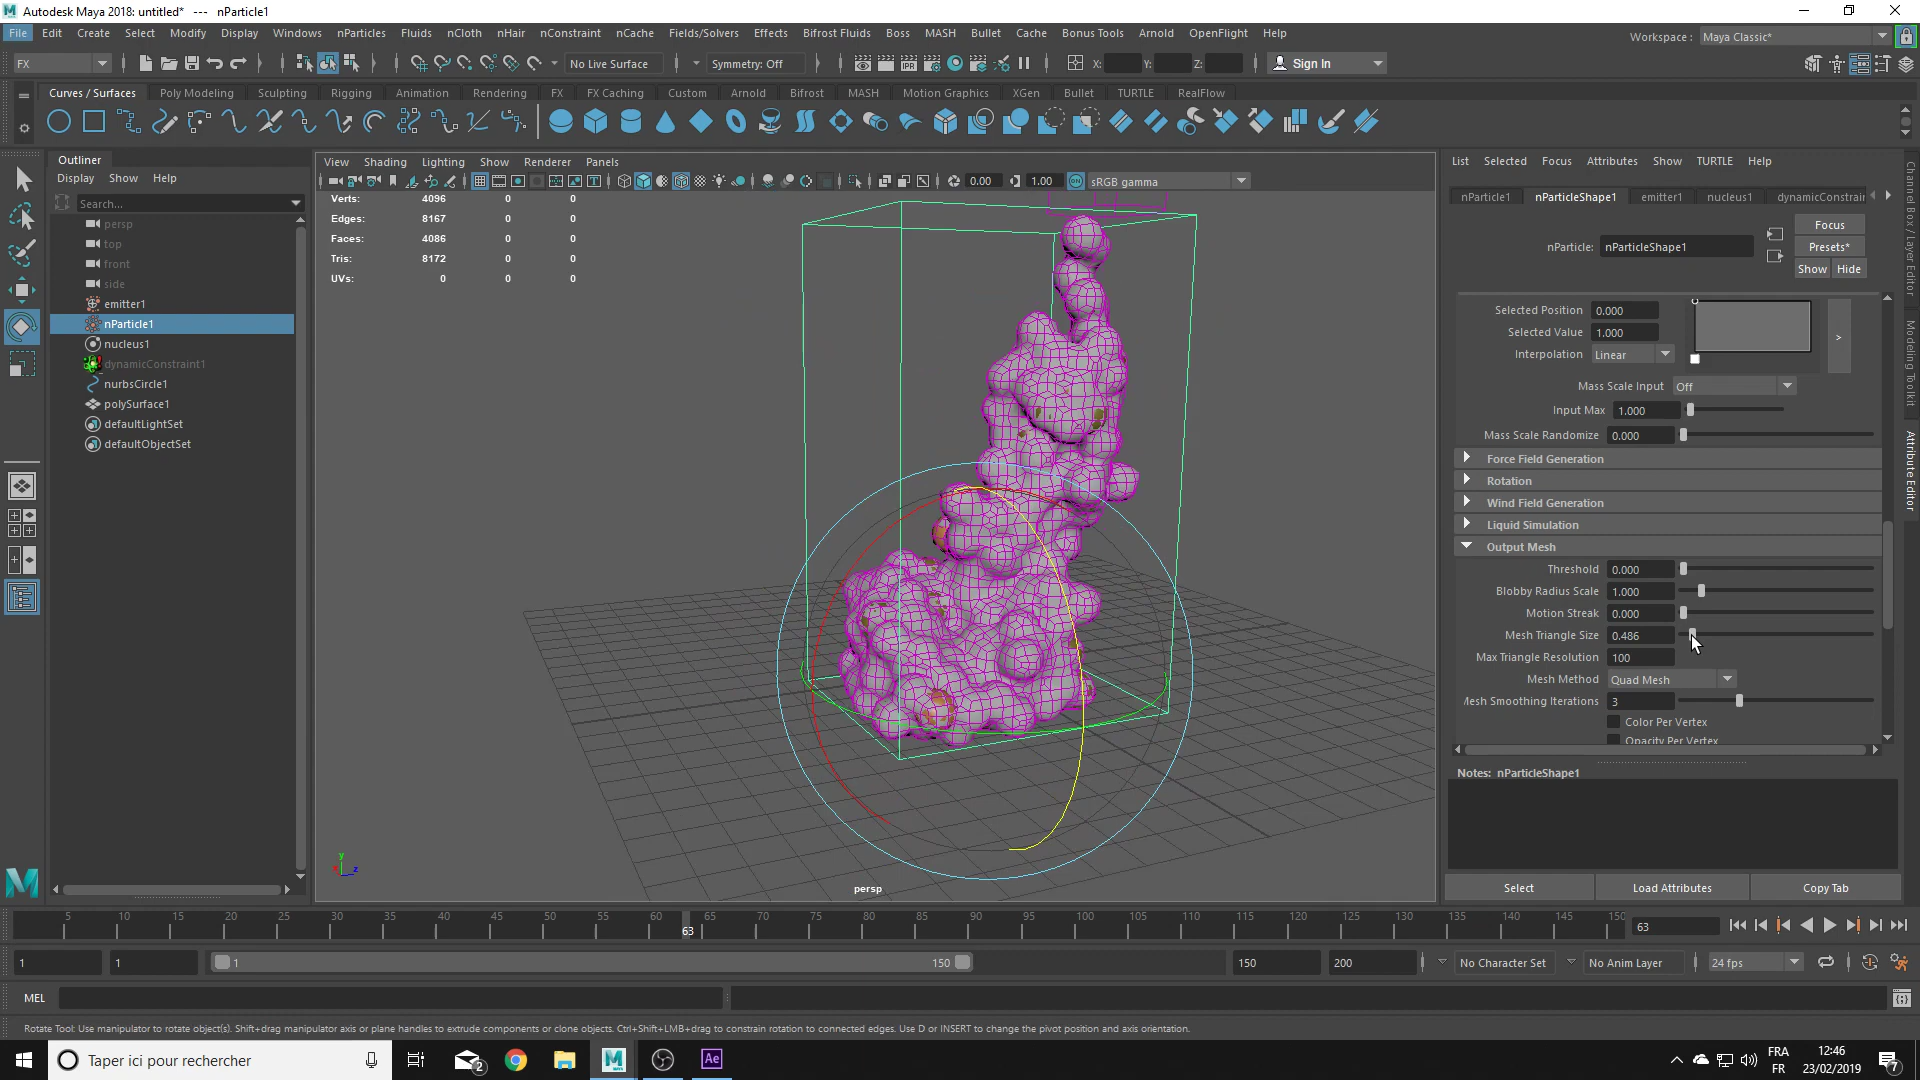 Autodesk Maya 2018: untitled* --- nParticle1
File Edit Create Select Modify Display Windows nParticles Fluids nCloth nHair nConstraint nCache Fields/Solvers Effects Bifrost Fluids Boss MASH Bullet Cache Bonus Tools Arnold OpenFlight Help
Workspace : Maya Classic*
FX No Live Surface Symmetry: Off X: Y: Z: Sign In
Curves / Surfaces Poly Modeling Sculpting Rigging Animation Rendering FX FX Caching Custom Arnold Bifrost MASH Motion Graphics XGen Bullet TURTLE RealFlow
Outliner
Display Show Help
Search...
persp
top
front
side
emitter1
nParticle1
nucleus1
dynamicConstraint1
nurbsCircle1
polySurface1
defaultLightSet
defaultObjectSet
View Shading Lighting Show Renderer Panels
0.00 1.00 sRGB gamma
Verts: 4096 0 0
Edges: 8167 0 0
Faces: 4086 0 0
Tris: 8172 0 0
UVs: 0 0 0
persp
y
z
List Selected Focus Attributes Show TURTLE Help
nParticle1 nParticleShape1 emitter1 nucleus1 dynamicConstrain
Focus
nParticle: nParticleShape1 Presets*
Show Hide
Selected Position 0.000
Selected Value 1.000
Interpolation Linear
>
Mass Scale Input Off
Input Max 1.000
Mass Scale Randomize 0.000
Force Field Generation
Rotation
Wind Field Generation
Liquid Simulation
Output Mesh
Threshold 0.000
Blobby Radius Scale 1.000
Motion Streak 0.000
Mesh Triangle Size 0.486
Max Triangle Resolution 100
Mesh Method Quad Mesh
Mesh Smoothing Iterations 3
Color Per Vertex
Opacity Per Vertex
Notes: nParticleShape1
Select Load Attributes Copy Tab
Channel Box / Layer Editor
Modeling Toolkit
Attribute Editor
5 10 15 20 25 30 35 40 45 50 55 60 65 70 75 80 85 90 95 100 105 110 115 120 125 130 135 140 145 150
63
63
1 1 1 150 150 200 No Character Set No Anim Layer 24 fps
MEL
Rotate Tool: Use manipulator to rotate object(s). Shift+drag manipulator axis or plane handles to extrude components or clone objects. Ctrl+Shift+LMB+drag to constrain rotation to connected edges. Use D or INSERT to change the pivot position and axis orientation.
Taper ici pour rechercher
2
Ae
FRA
FR
12:46
23/02/2019
7